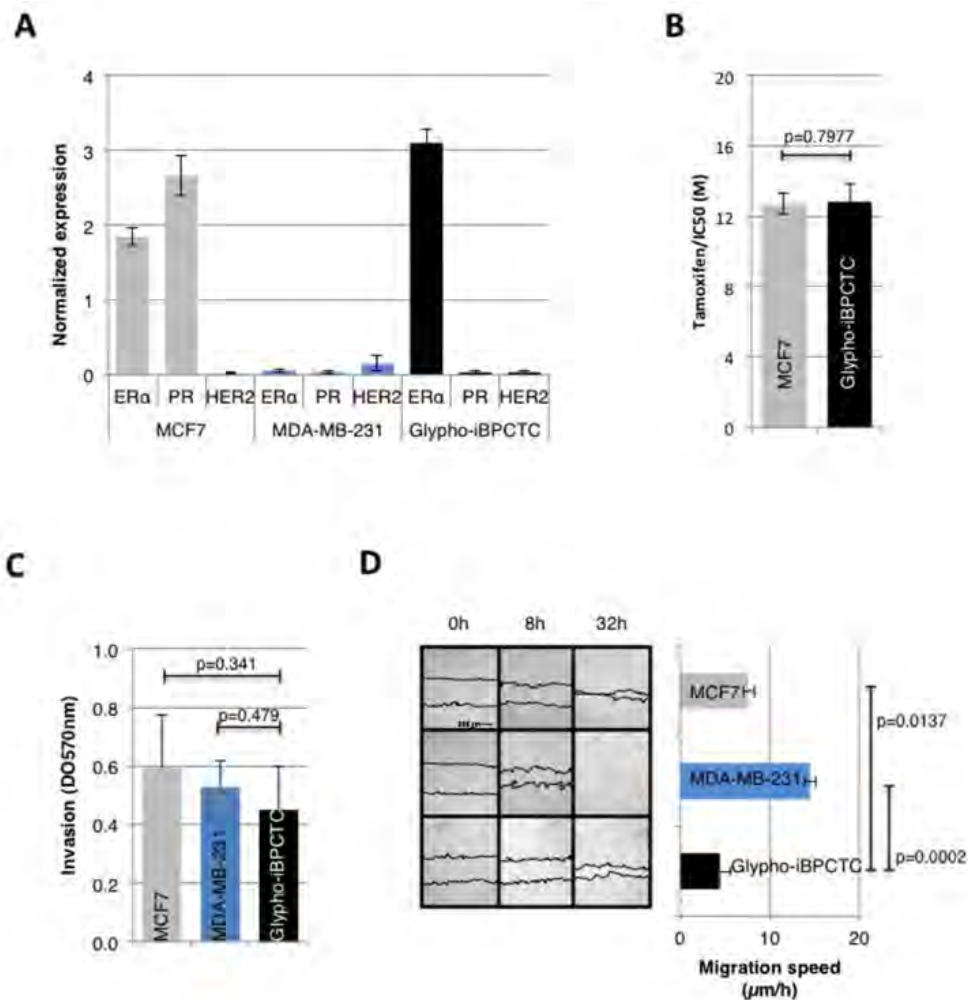 A
4
3
2
1
0
Normalized expression
ERα PR HER2 ERα PR HER2 ERα PR HER2
MCF7 MDA-MB-231 Glypho-iBPCTC
B
20
16
12
8
4
0
Tamoxifen/IC50 (M)
p=0.7977
MCF7
Glypho-iBPCTC
C
1.0
0.8
0.6
0.4
0.2
0.0
Invasion (DO570nm)
p=0.341
p=0.479
MCF7
MDA-MB-231
Glypho-iBPCTC
D
0h 8h 32h
MCF7
MDA-MB-231
Glypho-iBPCTC
p=0.0137
p=0.0002
0 10 20
Migration speed
(µm/h)